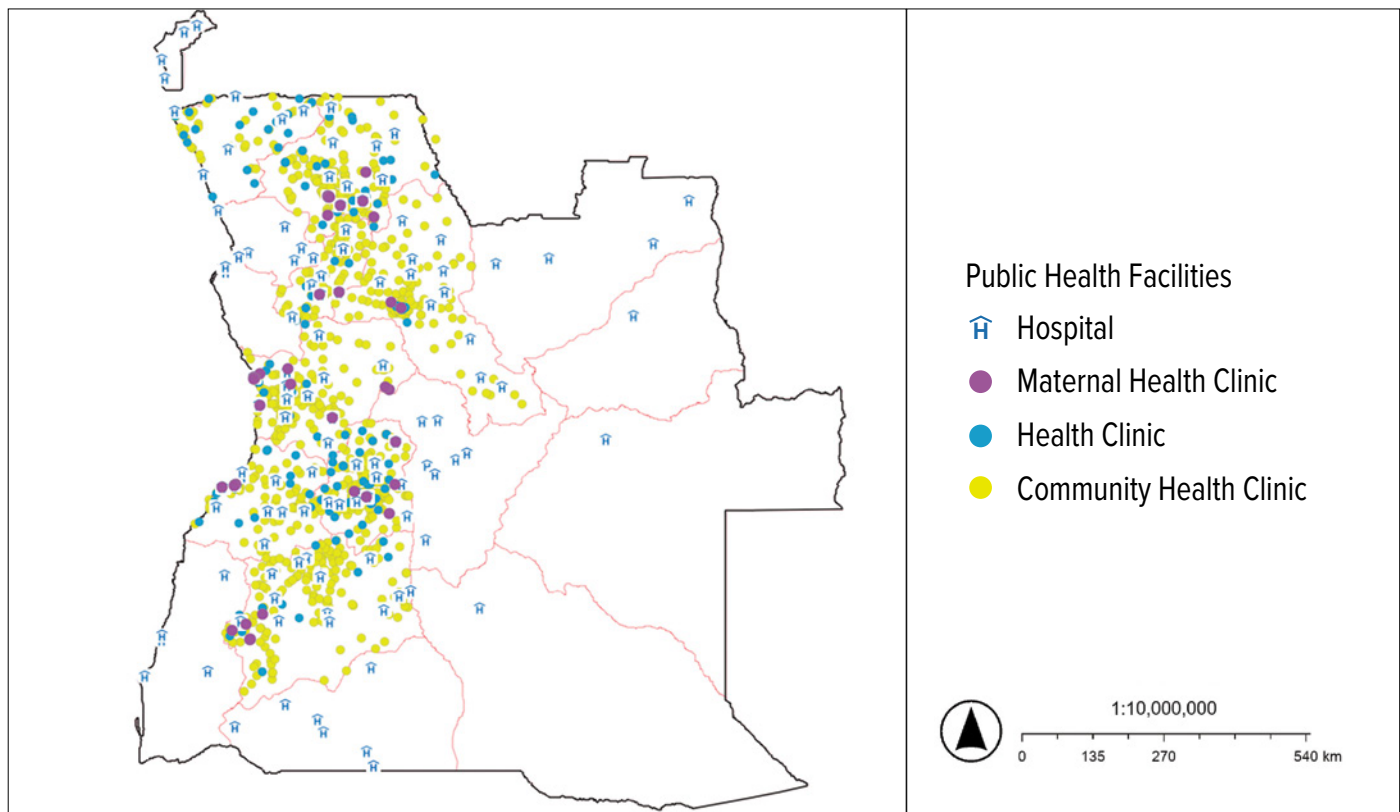 Public Health Facilities
H Hospital
Maternal Health Clinic
Health Clinic
Community Health Clinic
1:10,000,000
0 135 270 540 km